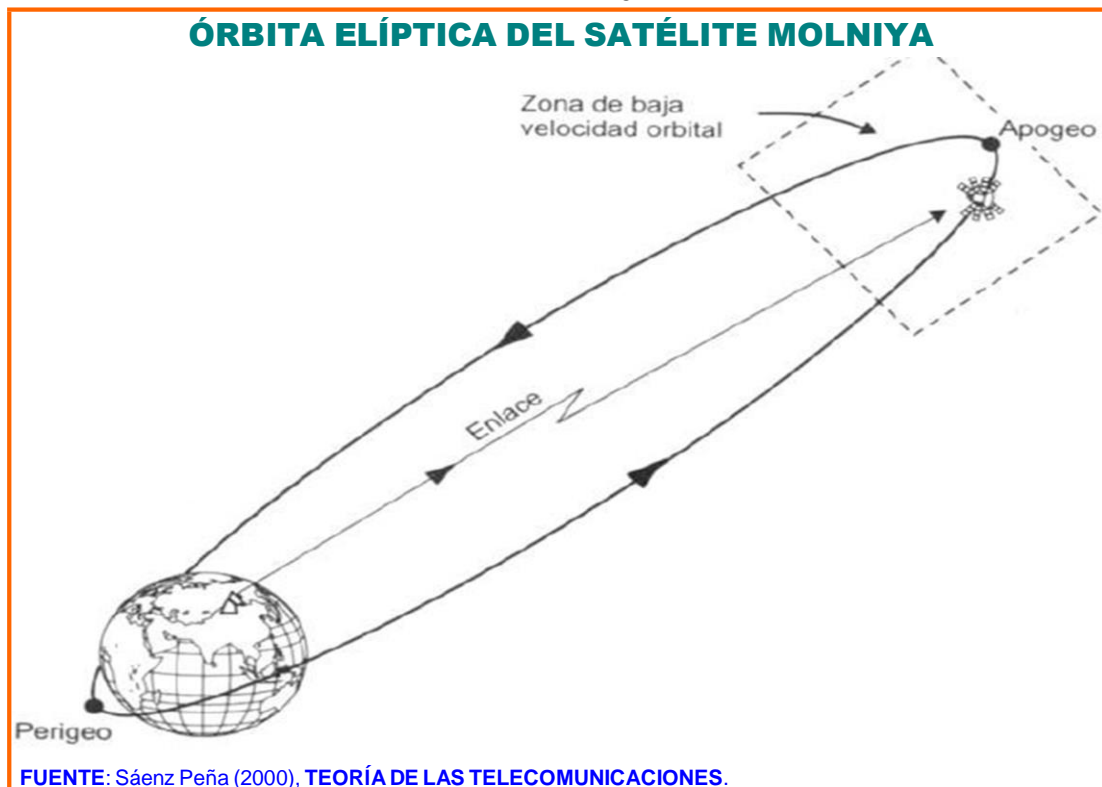 ÓRBITA ELÍPTICA DEL SATÉLITE MOLNIYA
Zona de baja
velocidad orbital
Apogeo
Enlace
Perigeo
FUENTE: Sáenz Peña (2000), TEORÍA DE LAS TELECOMUNICACIONES.